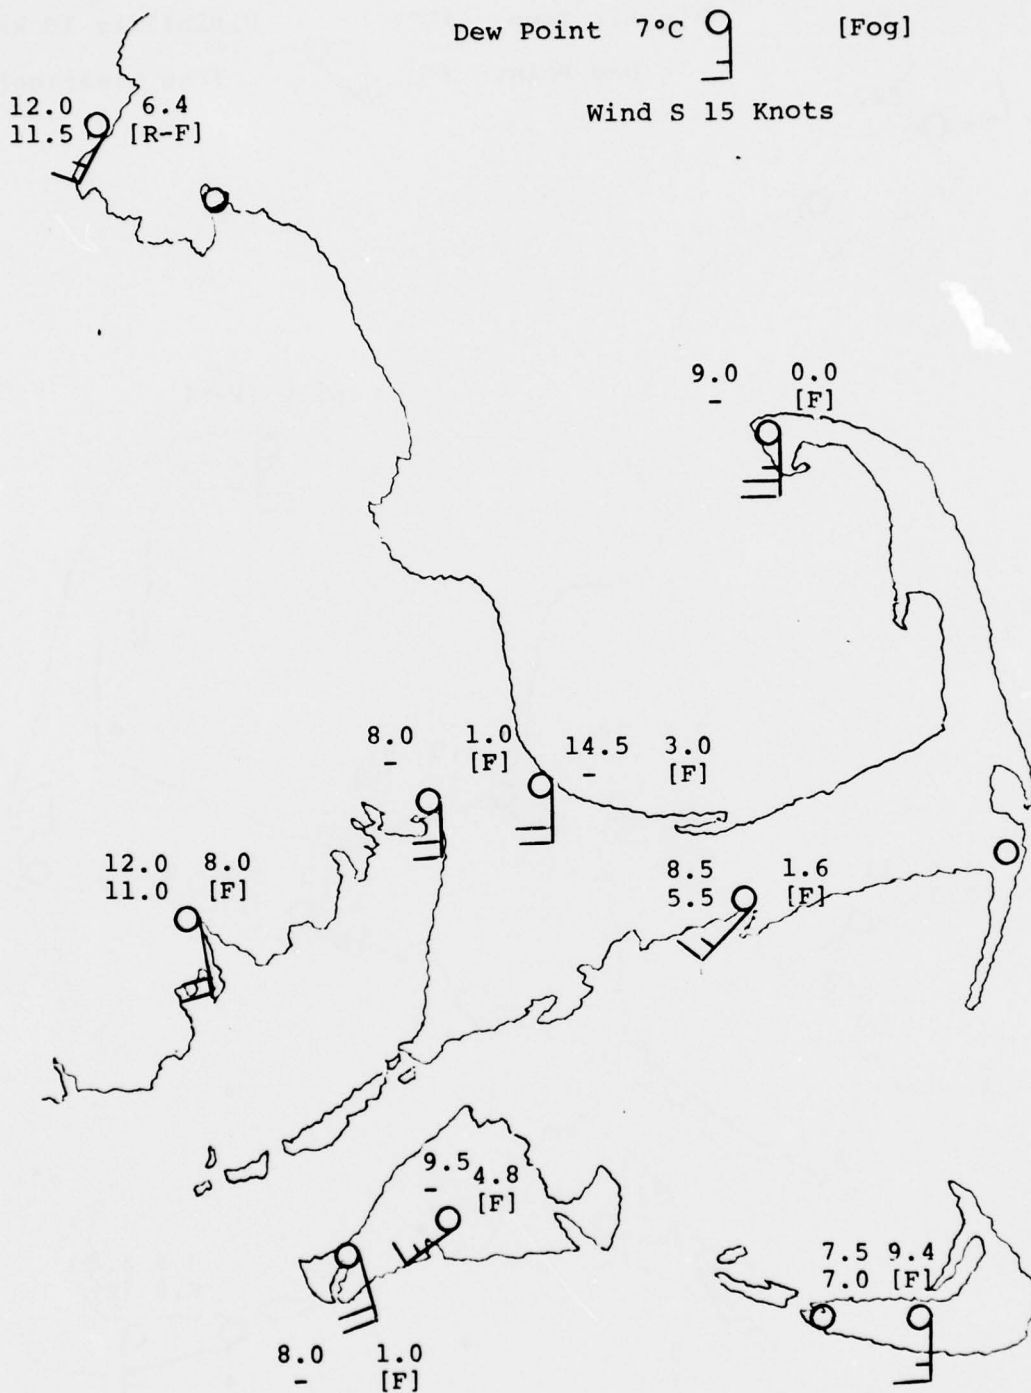 Dew Point 7°C [Fog]
Wind S 15 Knots
12.0 6.4
11.5 [R-F]
9.0 0.0
- [F]
8.0 1.0
- [F]
14.5 3.0
- [F]
12.0 8.0
11.0 [F]
8.5 1.6
5.5 [F]
9.5 4.8
- [F]
7.5 9.4
7.0 [F]
8.0 1.0
- [F]